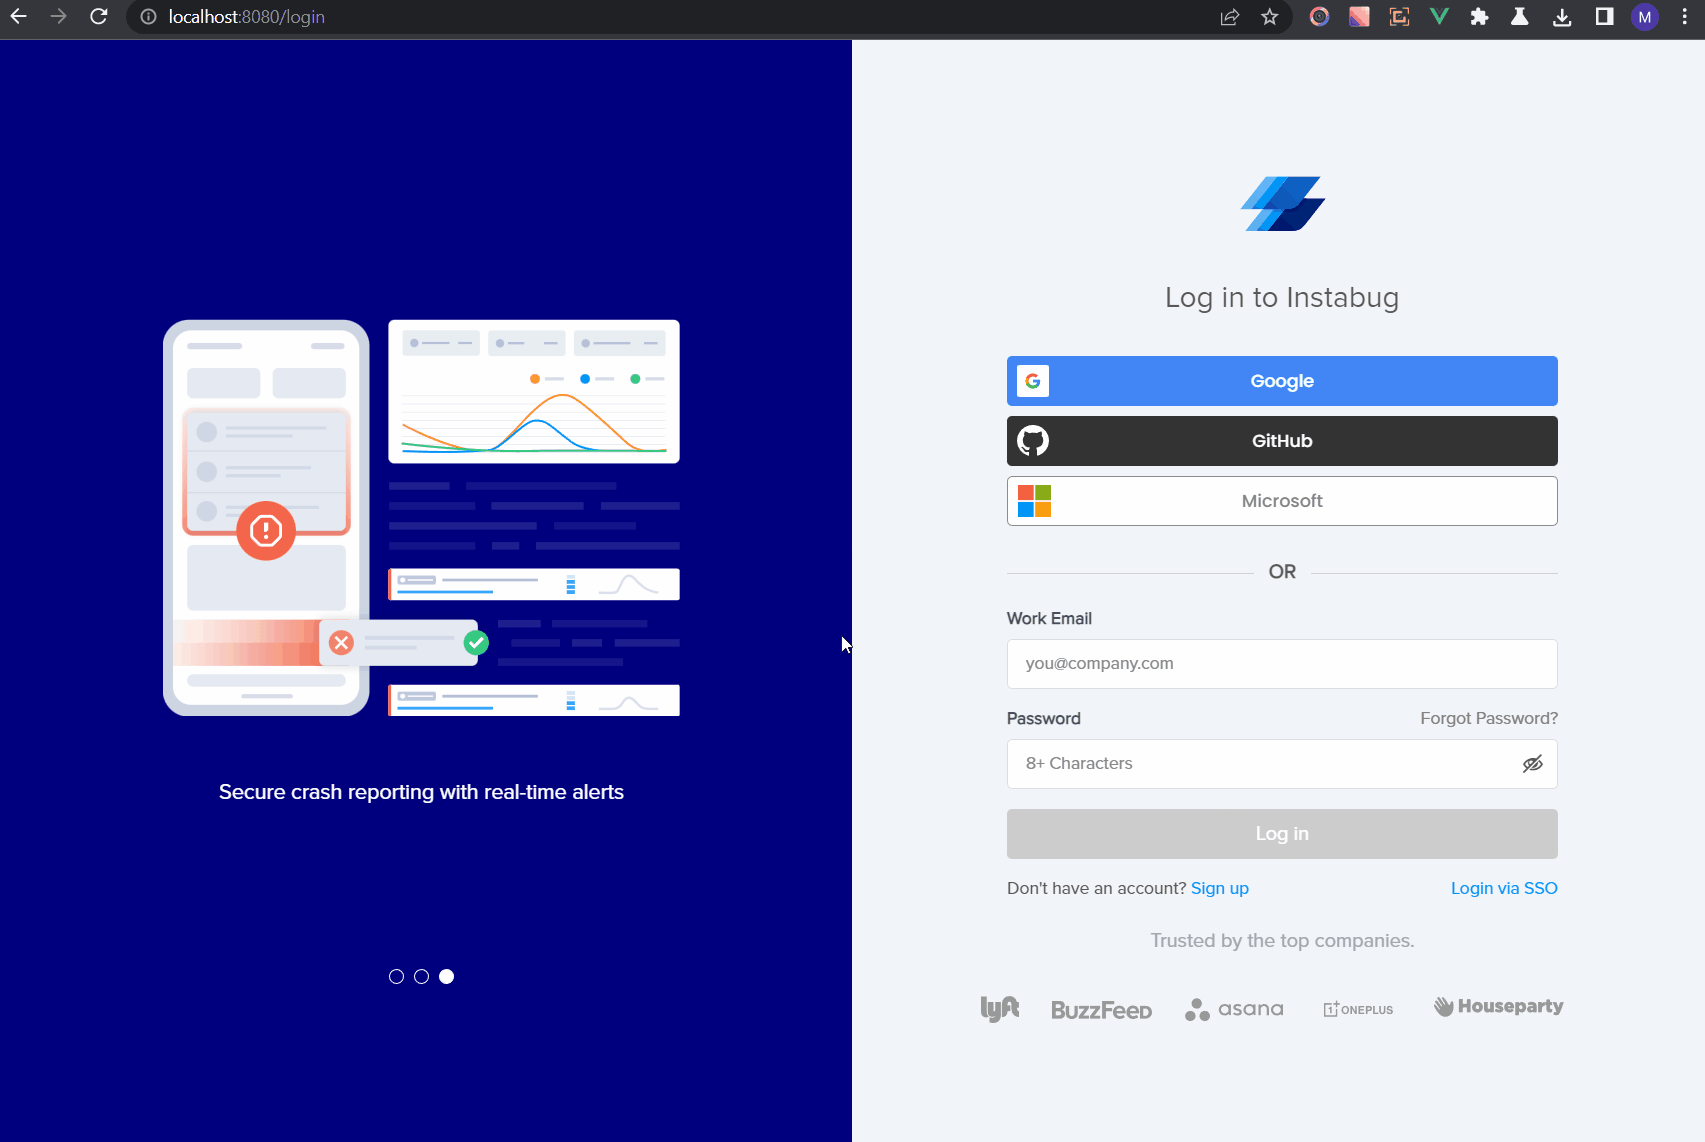 localhost:8080/login
M
Secure crash reporting with real-time alerts
Log in to Instabug
Google
GitHub
Microsoft
OR
Work Email
you@company.com
Password Forgot Password?
8+ Characters
Log in
Don't have an account? Sign up Login via SSO
Trusted by the top companies.
lyft BuzzFeed asana 1+ ONEPLUS Houseparty